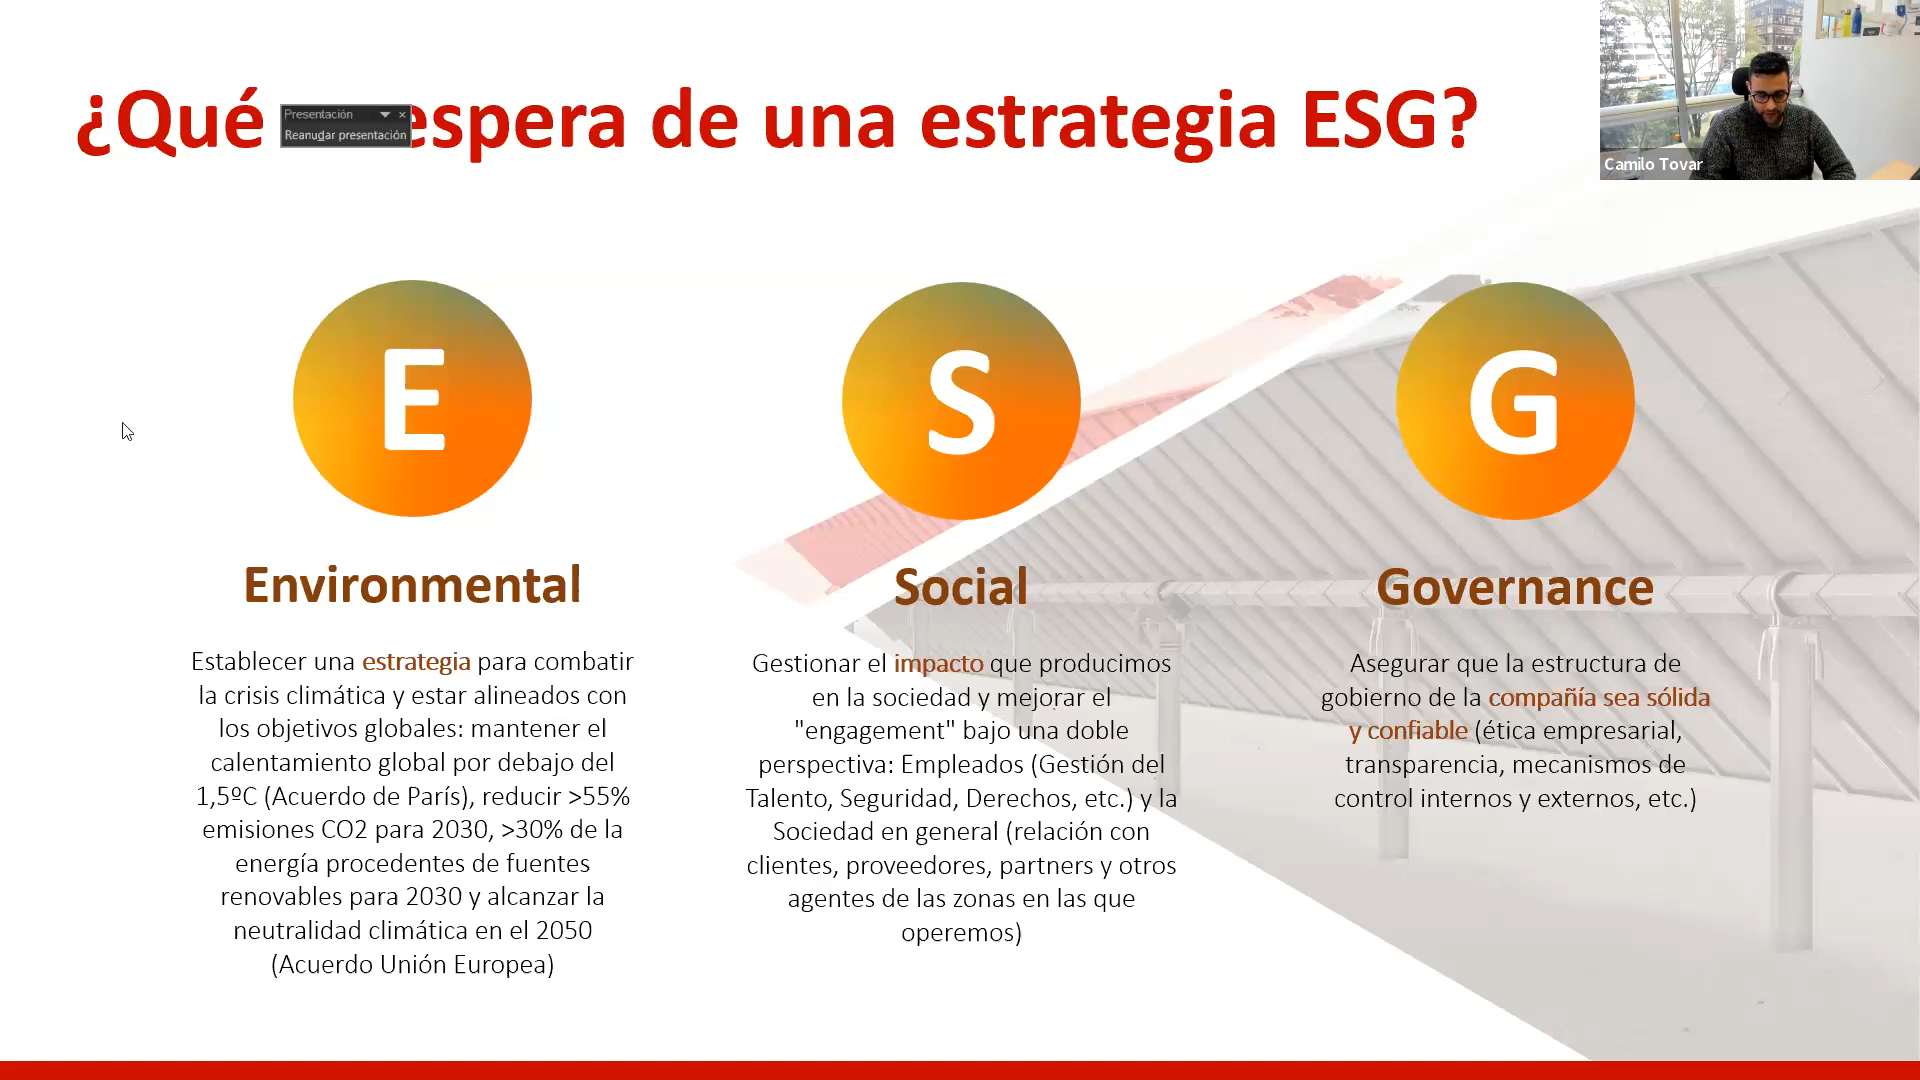 ¿Qué espera de una estrategia ESG?
Presentación
Reanudar presentación
Camilo Tovar
E
Environmental
Establecer una estrategia para combatir
la crisis climática y estar alineados con
los objetivos globales: mantener el
calentamiento global por debajo del
1,5ºC (Acuerdo de París), reducir >55%
emisiones CO2 para 2030, >30% de la
energía procedentes de fuentes
renovables para 2030 y alcanzar la
neutralidad climática en el 2050
(Acuerdo Unión Europea)
S
Social
Gestionar el impacto que producimos
en la sociedad y mejorar el
"engagement" bajo una doble
perspectiva: Empleados (Gestión del
Talento, Seguridad, Derechos, etc.) y la
Sociedad en general (relación con
clientes, proveedores, partners y otros
agentes de las zonas en las que
operemos)
G
Governance
Asegurar que la estructura de
gobierno de la compañía sea sólida
y confiable (ética empresarial,
transparencia, mecanismos de
control internos y externos, etc.)